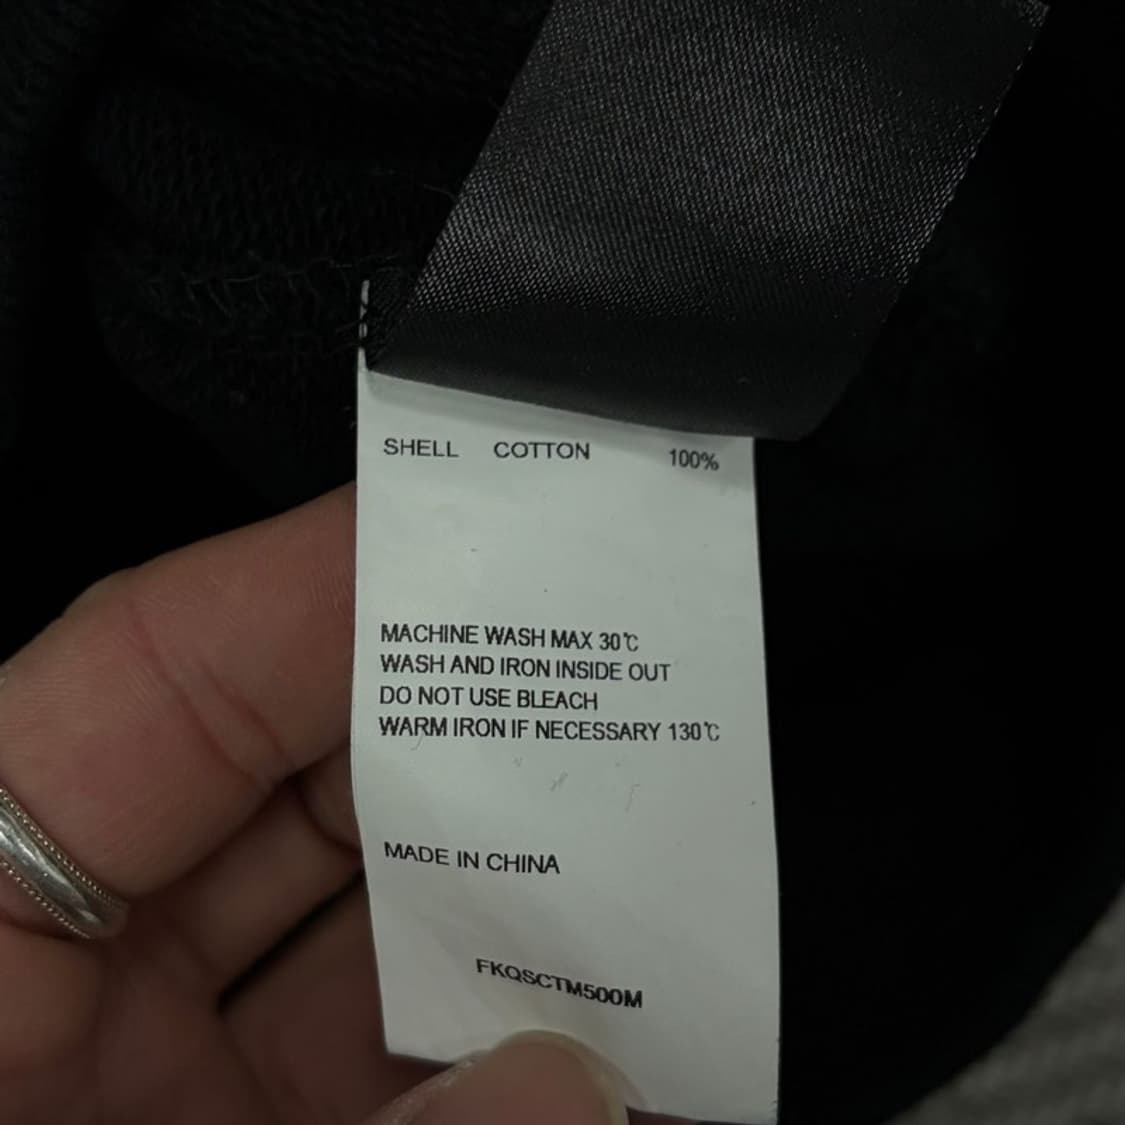 SHELL COTTON 100%
MACHINE WASH MAX 30℃
WASH AND IRON INSIDE OUT
DO NOT USE BLEACH
WARM IRON IF NECESSARY 130℃
MADE IN CHINA
FKQSCTM500M